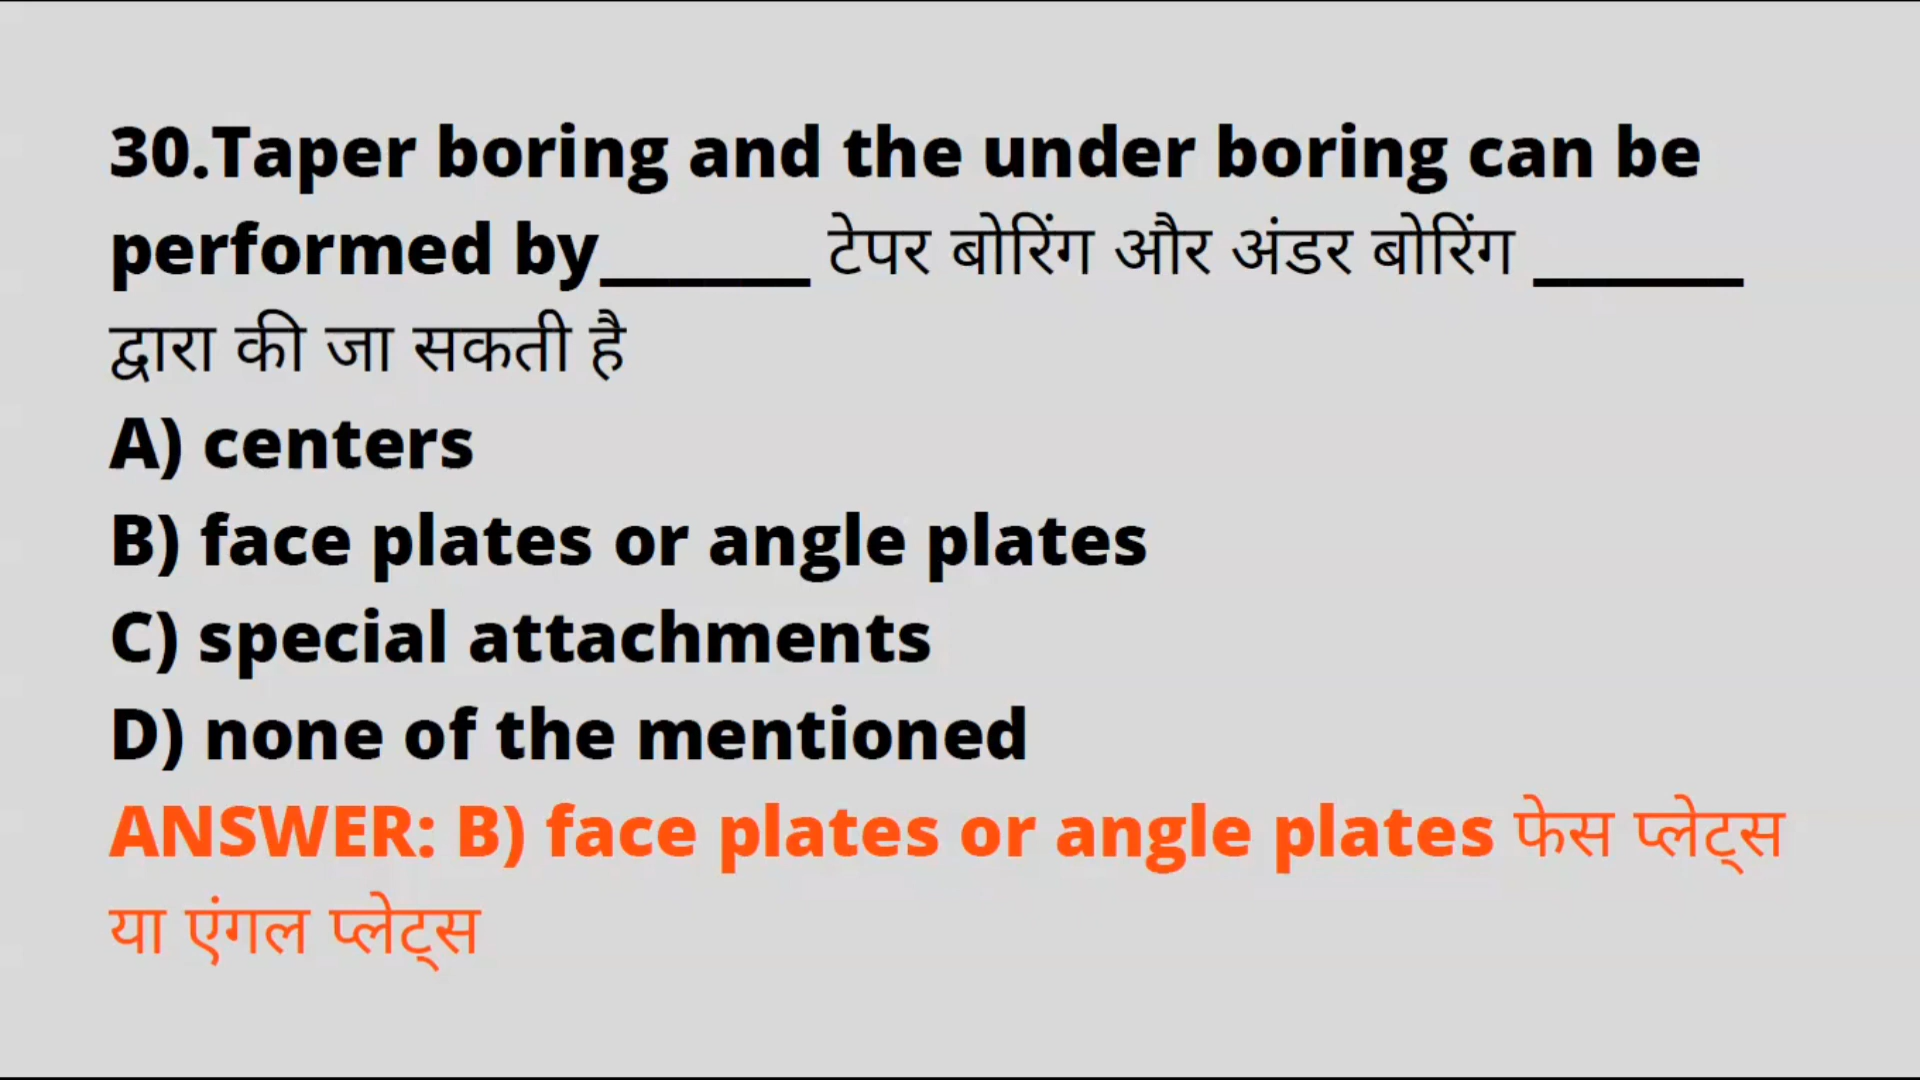 30.Taper boring and the under boring can be
performed by______ टेपर बोरिंग और अंडर बोरिंग ______
द्वारा की जा सकती है
A) centers
B) face plates or angle plates
C) special attachments
D) none of the mentioned
ANSWER: B) face plates or angle plates फेस प्लेट्स
या एंगल प्लेट्स